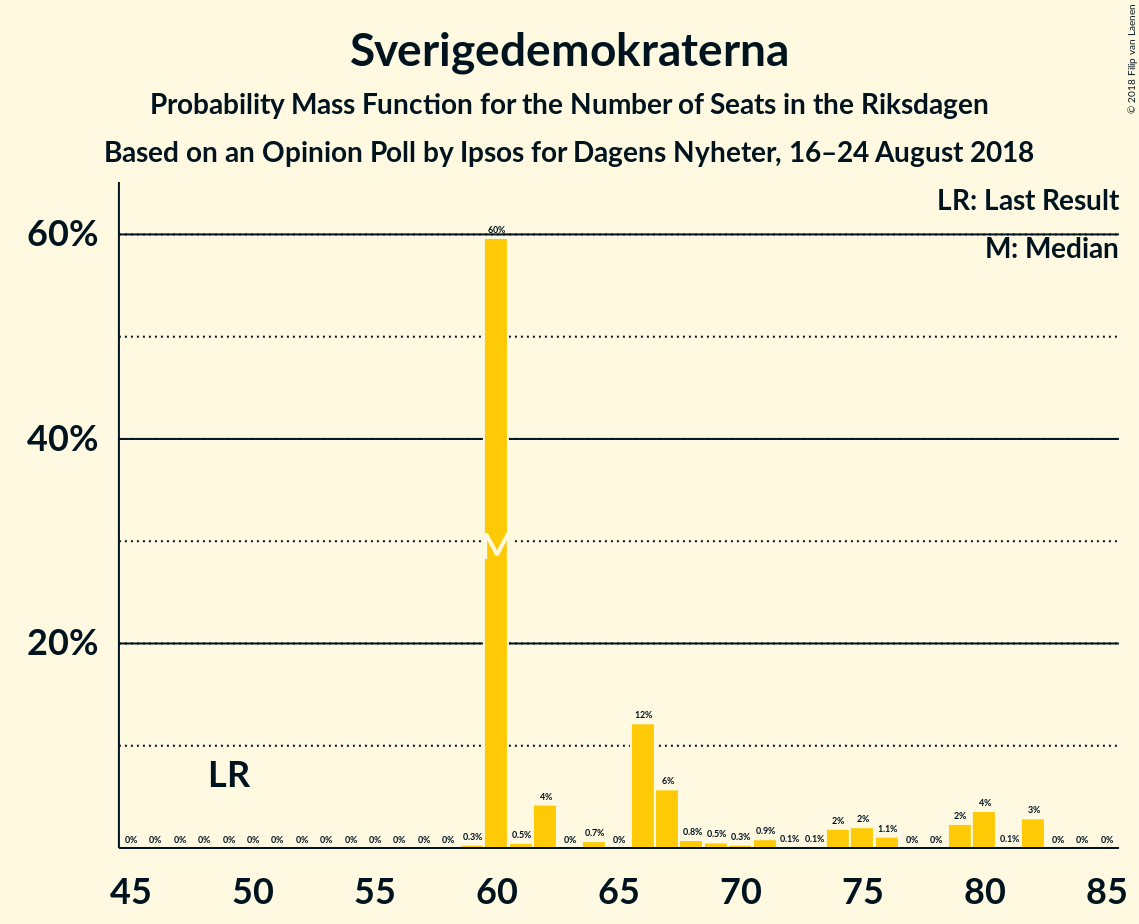 Sverigedemokraterna
Probability Mass Function for the Number of Seats in the Riksdagen
Based on an Opinion Poll by Ipsos for Dagens Nyheter, 16–24 August 2018
© 2018 Filip van Laenen
LR: Last Result
M: Median
60%
40%
20%
LR
M
0% 0% 0% 0% 0% 0% 0% 0% 0% 0% 0% 0% 0% 0% 0.3% 60% 0.5% 4% 0% 0.7% 0% 12% 6% 0.8% 0.5% 0.3% 0.9% 0.1% 0.1% 2% 2% 1.1% 0% 0% 2% 4% 0.1% 3% 0% 0% 0%
45 50 55 60 65 70 75 80 85